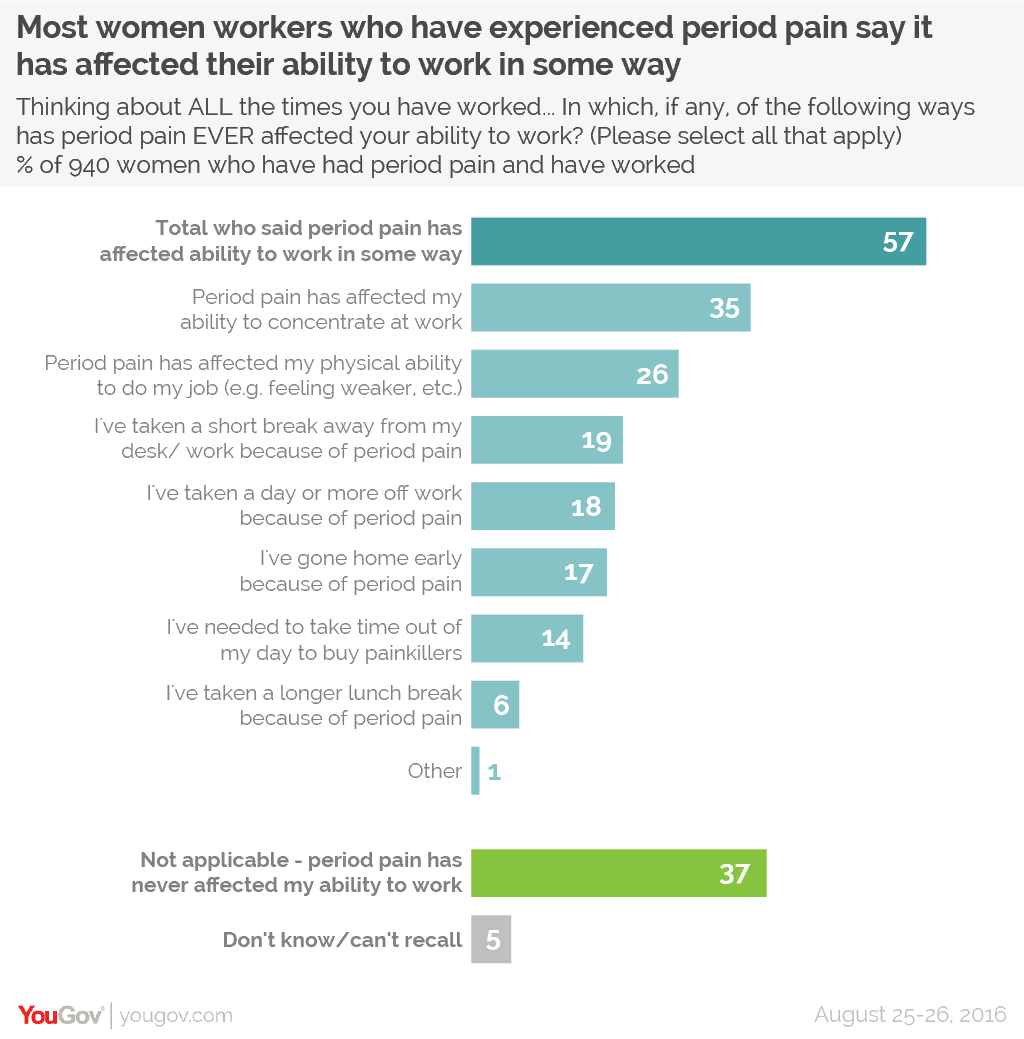 Most women workers who have experienced period pain say it
has affected their ability to work in some way
Thinking about ALL the times you have worked... In which, if any, of the following ways
has period pain EVER affected your ability to work? (Please select all that apply)
% of 940 women who have had period pain and have worked
Total who said period pain has
affected ability to work in some way
57
Period pain has affected my
ability to concentrate at work
35
Period pain has affected my physical ability
to do my job (e.g. feeling weaker, etc.)
26
I've taken a short break away from my
desk/ work because of period pain
19
I've taken a day or more off work
because of period pain
18
I've gone home early
because of period pain
17
I've needed to take time out of
my day to buy painkillers
14
I've taken a longer lunch break
because of period pain
6
Other
1
Not applicable - period pain has
never affected my ability to work
37
Don't know/can't recall
5
YouGov® | yougov.com
August 25-26, 2016